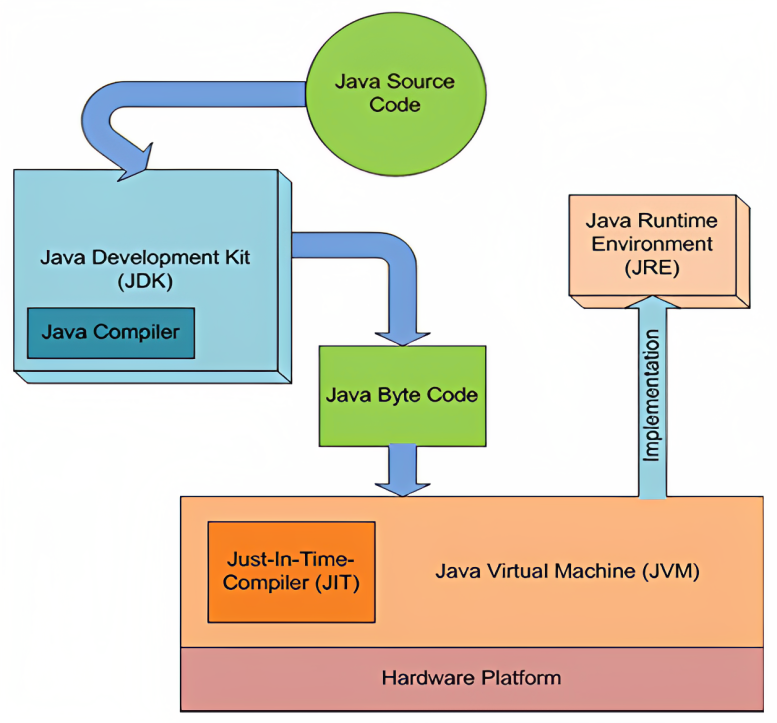 Java Source
Code
Java Development Kit
(JDK)
Java Compiler
Java Runtime
Environment
(JRE)
Java Byte Code
Implementation
Just-In-Time-
Compiler (JIT)
Java Virtual Machine (JVM)
Hardware Platform